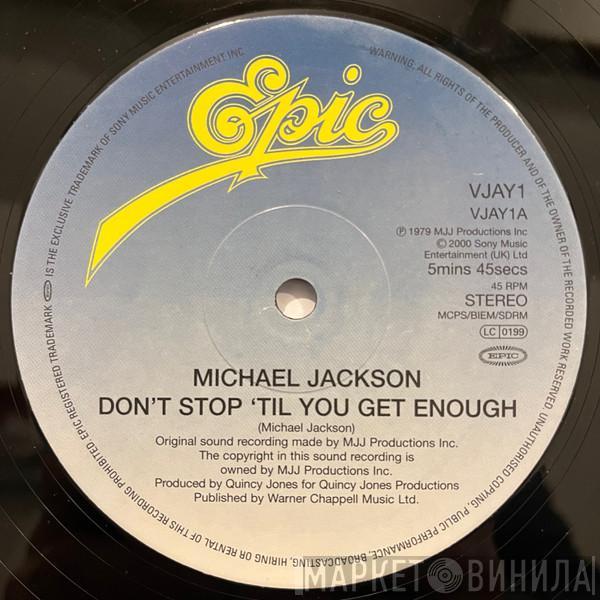 Epic
VJAY1
VJAY1A
℗ 1979 MJJ Productions Inc
© 2000 Sony Music
Entertainment (UK) Ltd
5mins 45secs
45 RPM
STEREO
MCPS/BIEM/SDRM
LC 0199
EPIC
MICHAEL JACKSON
DON'T STOP ‘TIL YOU GET ENOUGH
(Michael Jackson)
Original sound recording made by MJJ Productions Inc.
The copyright in this sound recording is
owned by MJJ Productions Inc.
Produced by Quincy Jones for Quincy Jones Productions
Published by Warner Chappell Music Ltd.
EPIC REGISTERED TRADEMARK Epic IS THE EXCLUSIVE TRADEMARK OF SONY MUSIC ENTERTAINMENT INC
WARNING: ALL RIGHTS OF THE PRODUCER AND OF THE OWNER OF THE RECORDED WORK RESERVED. UNAUTHORISED COPYING, PUBLIC PERFORMANCE, BROADCASTING, HIRING OR RENTAL OF THIS RECORDING PROHIBITED.
МАРКЕТ ВИНИЛА